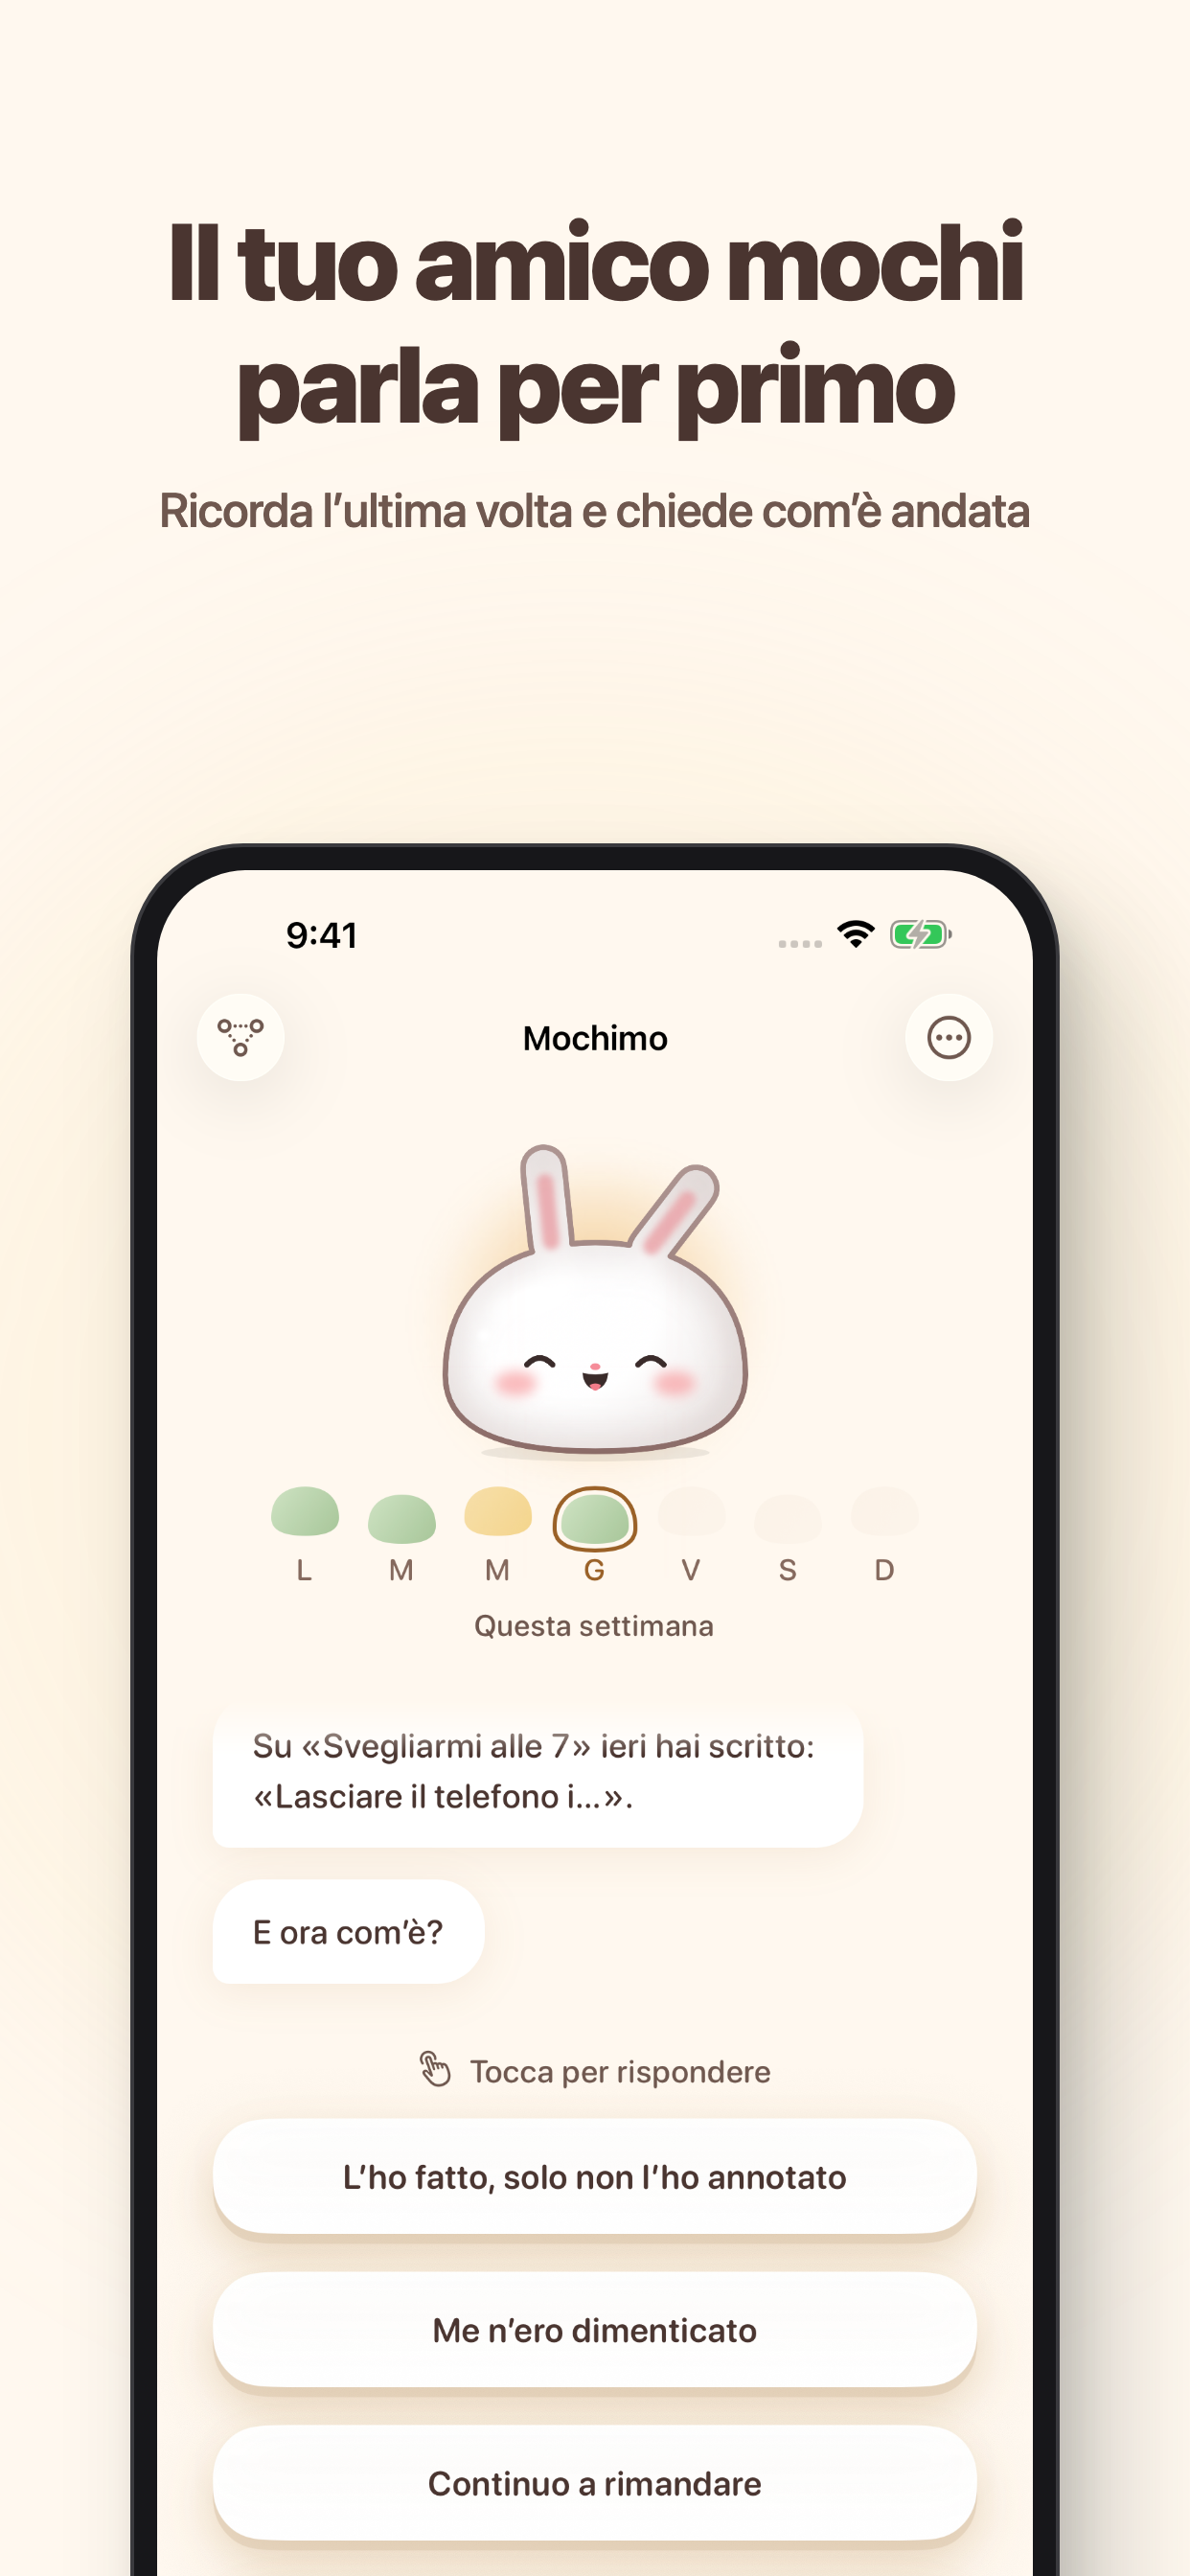 Il tuo amico mochi
parla per primo
Ricorda l’ultima volta e chiede com’è andata
9:41
Mochimo
L M M G V S D
Questa settimana
Su «Svegliarmi alle 7» ieri hai scritto:
«Lasciare il telefono i…».
E ora com’è?
Tocca per rispondere
L’ho fatto, solo non l’ho annotato
Me n’ero dimenticato
Continuo a rimandare